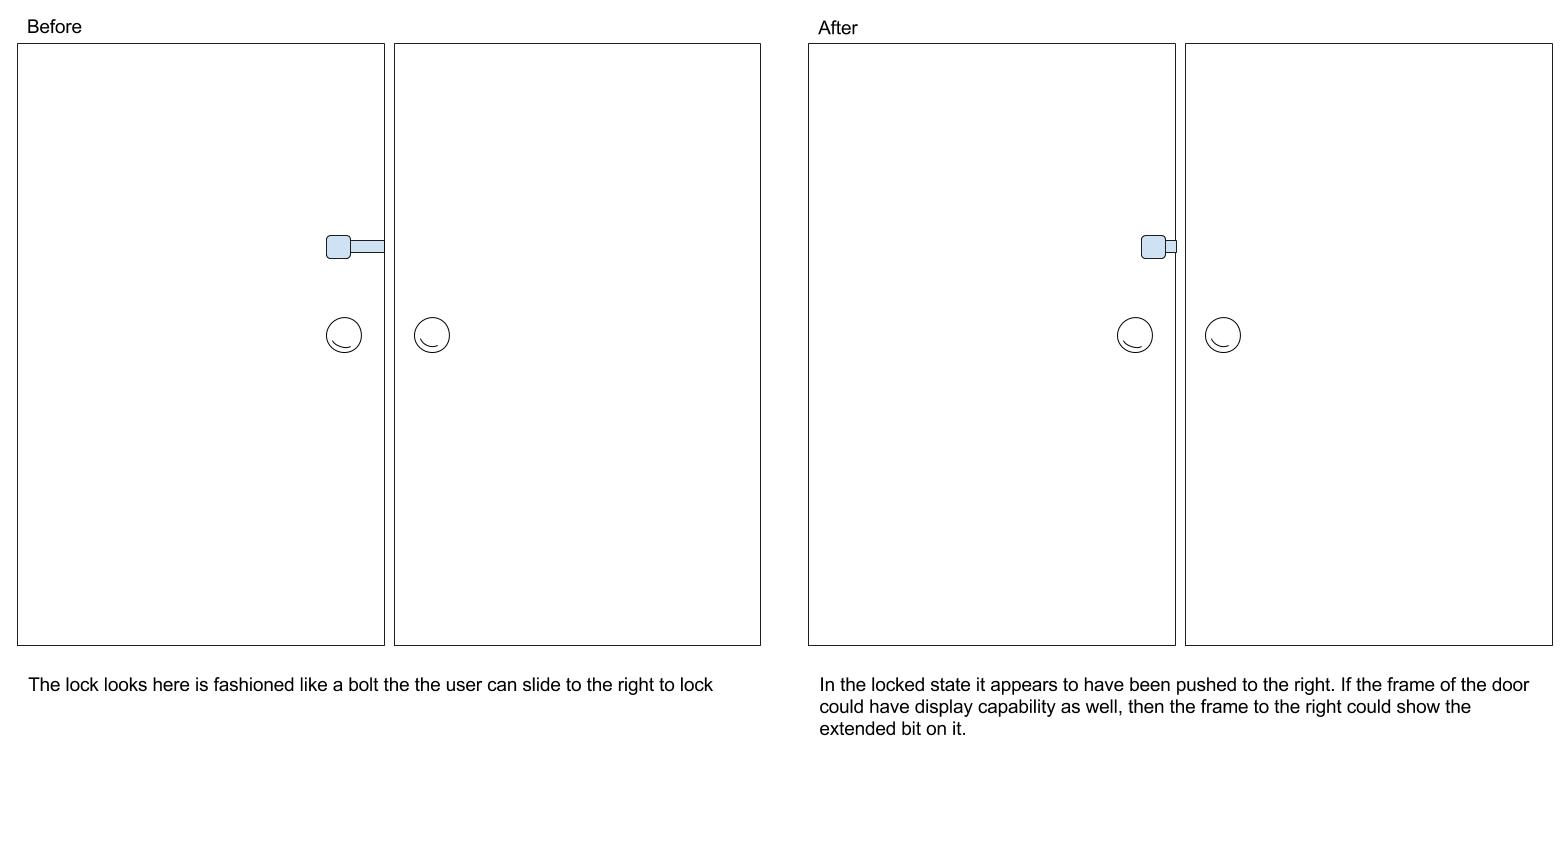 Before
After
The lock looks here is fashioned like a bolt the the user can slide to the right to lock
In the locked state it appears to have been pushed to the right. If the frame of the door
could have display capability as well, then the frame to the right could show the
extended bit on it.